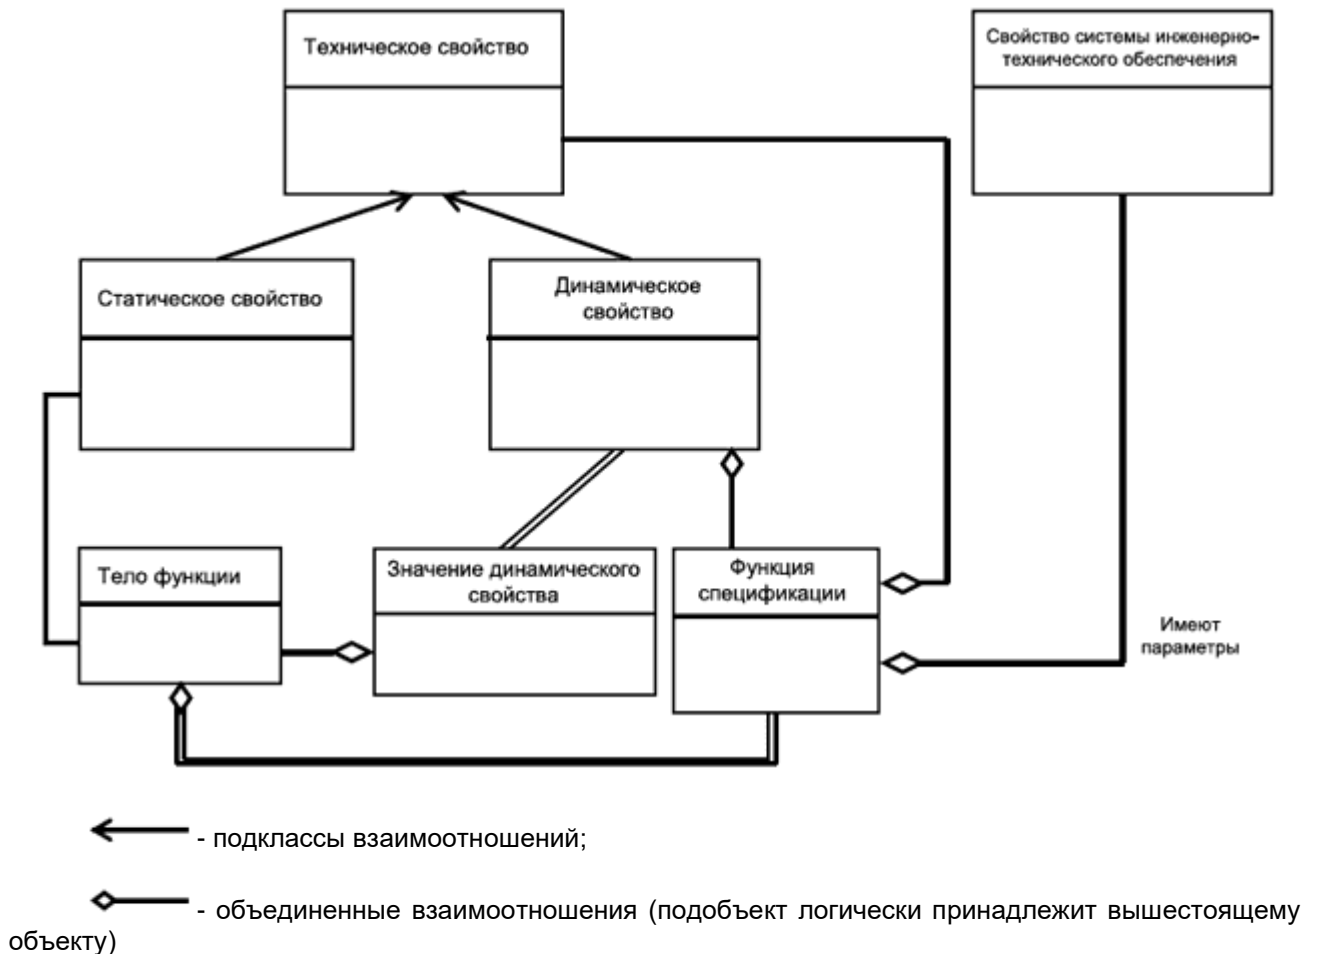 Техническое свойство
Свойство системы инженерно-
технического обеспечения
Статическое свойство
Динамическое
свойство
Тело функции
Значение динамического
свойства
Функция
спецификации
Имеют
параметры
- подклассы взаимоотношений;
- объединенные взаимоотношения (подобъект логически принадлежит вышестоящему
объекту)